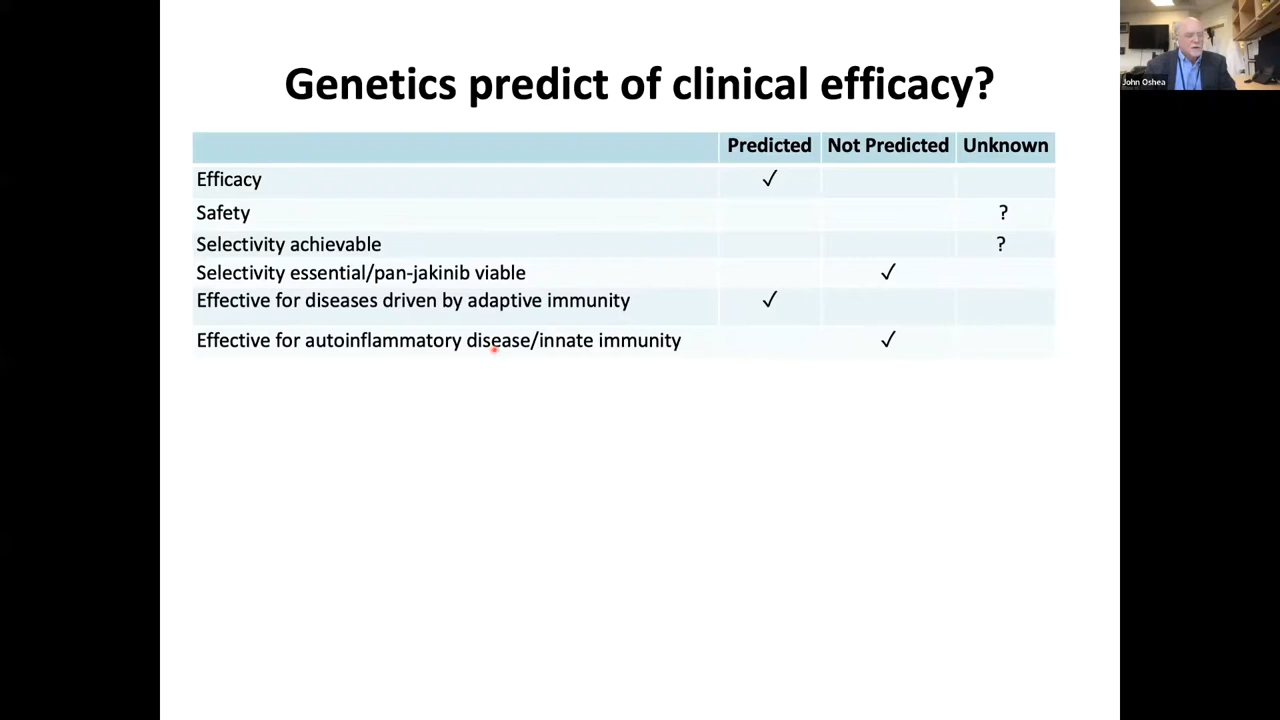 Genetics predict of clinical efficacy?
Predicted Not Predicted Unknown
Efficacy ✓
Safety ?
Selectivity achievable ?
Selectivity essential/pan-jakinib viable ✓
Effective for diseases driven by adaptive immunity ✓
Effective for autoinflammatory disease/innate immunity ✓
John Oshea